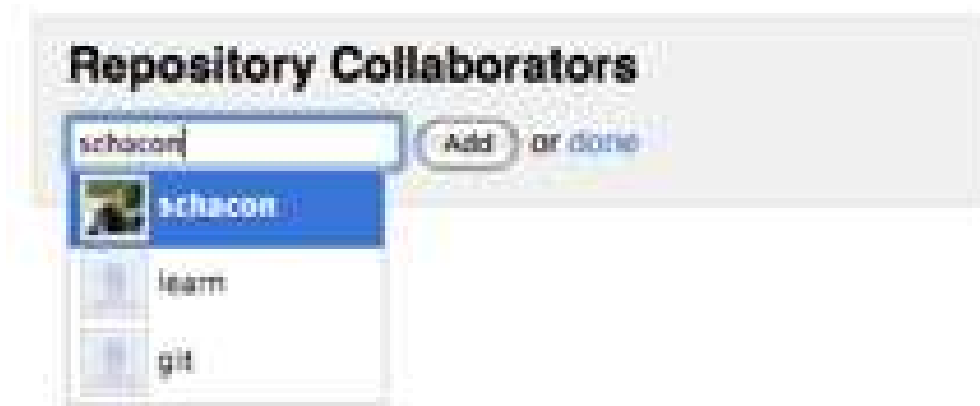 Repository Collaborators
schacon Add or done
schacon
learn
git